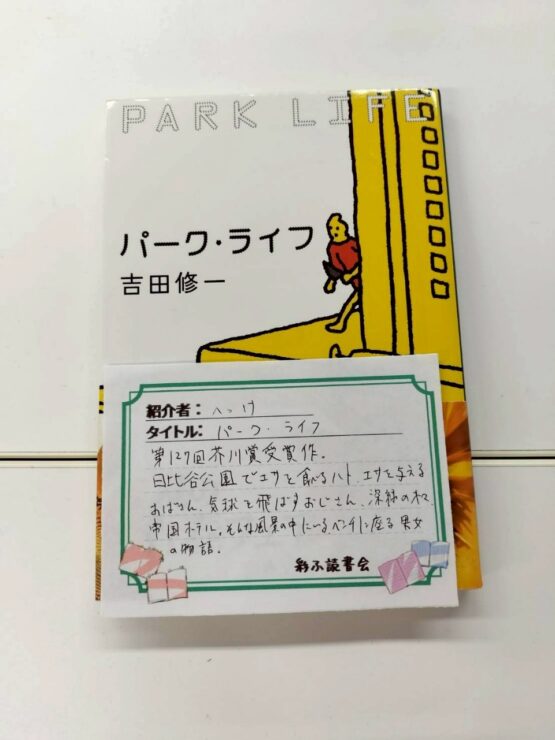 PARK LIFE
パーク・ライフ
吉田修一
紹介者: へっけ
タイトル: パーク・ライフ
第127回芥川賞受賞作。
日比谷公園でエサを食べるハト、エサを与える
おばさん、気球を飛ばすおじさん、深緑の木々、
帝国ホテル。そんな風景の中にいる、ベンチに座る男女
の物語。
彩ふ読書会